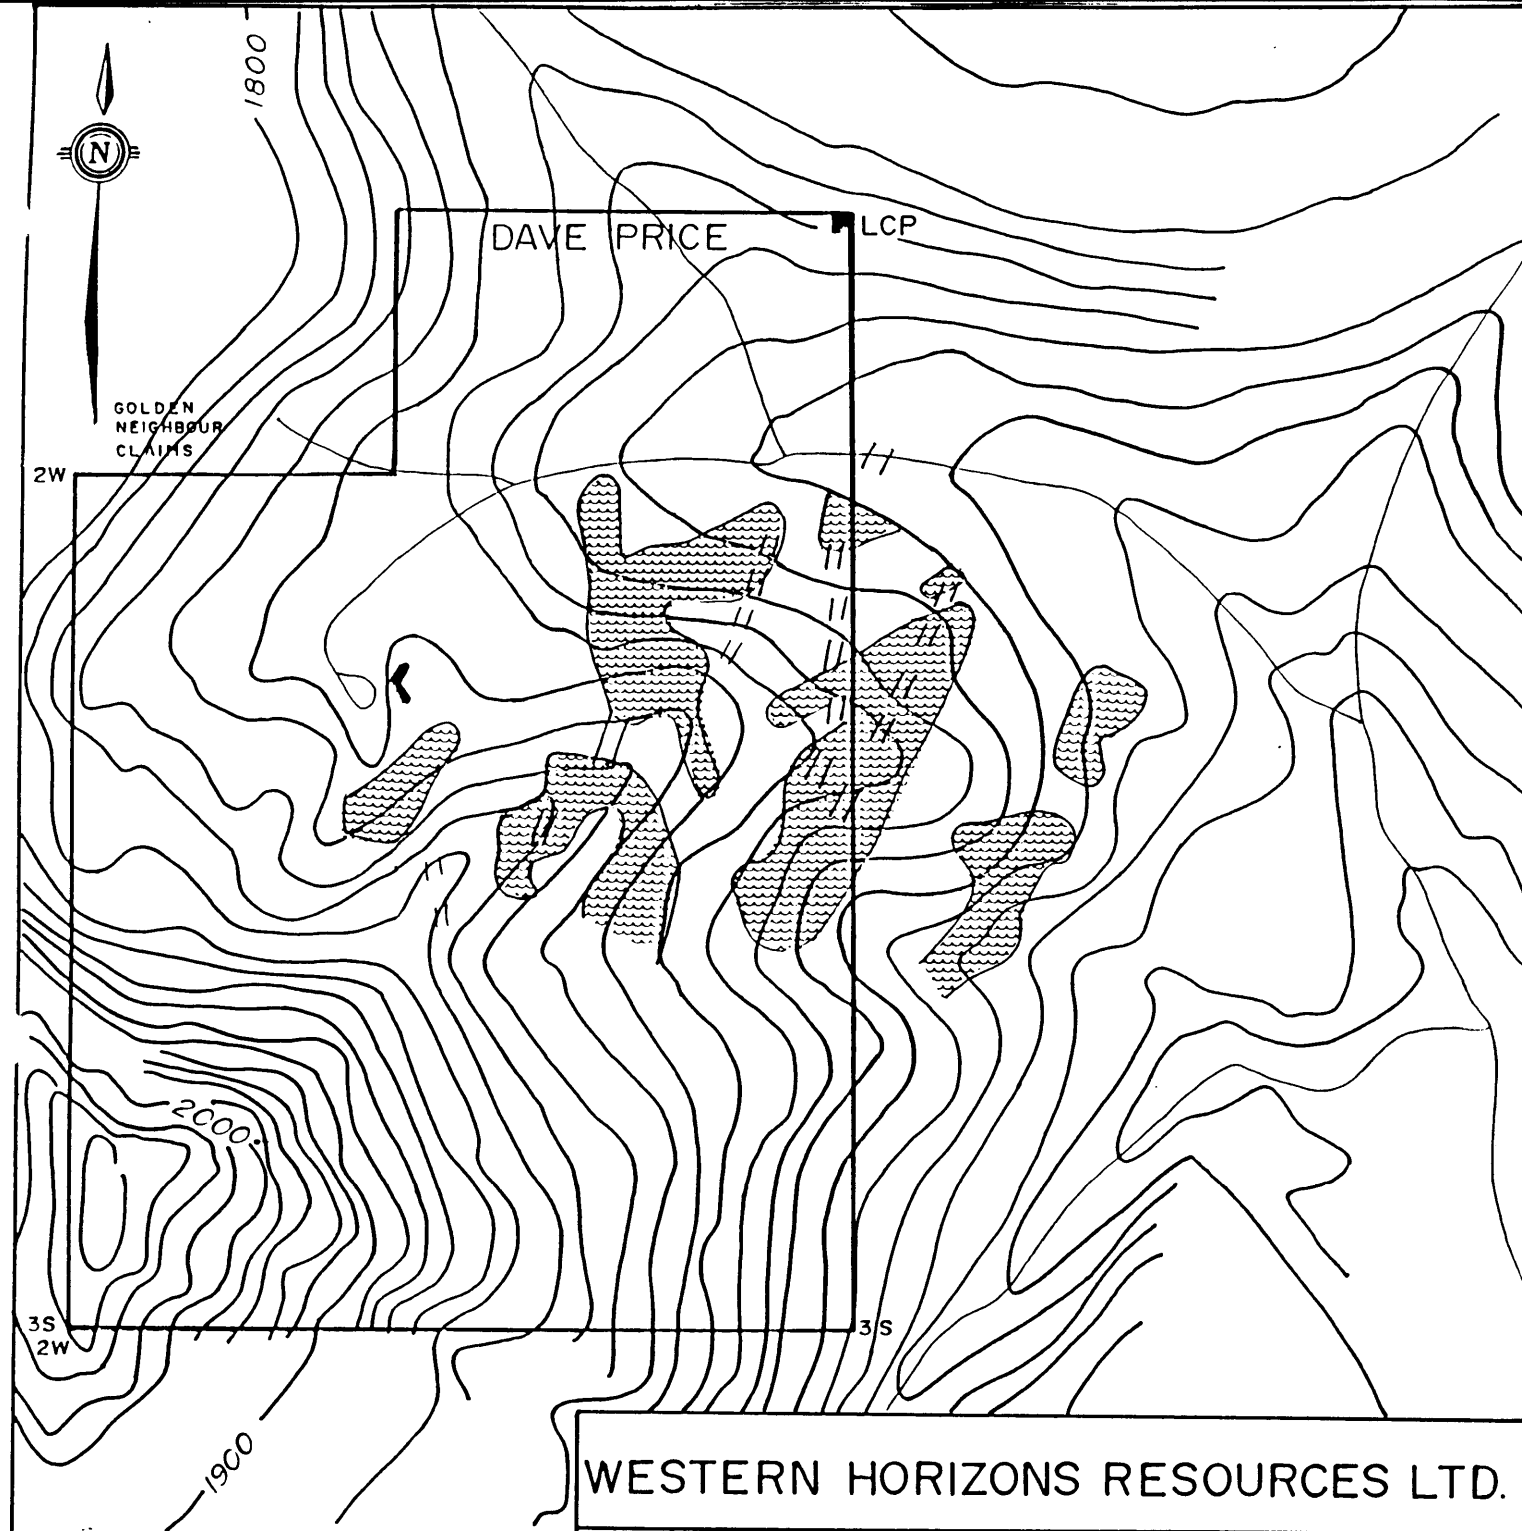 1800
N
DAVE PRICE
LCP
GOLDEN
NEIGHBOUR
CLAIMS
2W
2000
3S
2W
3S
1900
WESTERN HORIZONS RESOURCES LTD.